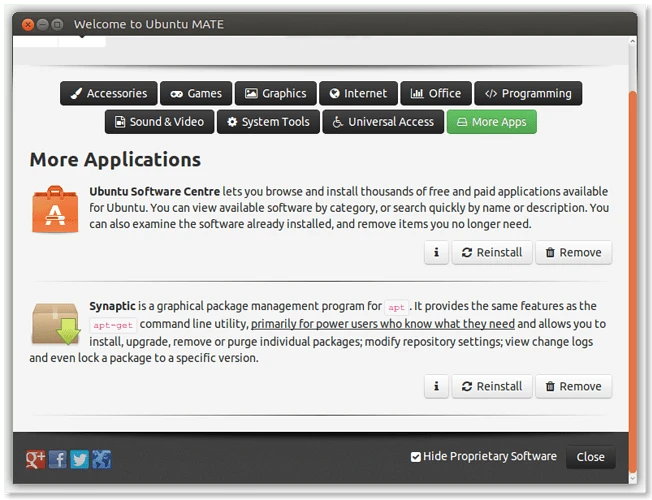 Welcome to Ubuntu MATE
Accessories Games Graphics Internet Office </> Programming
Sound & Video System Tools Universal Access More Apps
More Applications
Ubuntu Software Centre lets you browse and install thousands of free and paid applications available
for Ubuntu. You can view available software by category, or search quickly by name or description. You
can also examine the software already installed, and remove items you no longer need.
i Reinstall Remove
Synaptic is a graphical package management program for apt. It provides the same features as the
apt-get command line utility, primarily for power users who know what they need and allows you to
install, upgrade, remove or purge individual packages; modify repository settings; view change logs
and even lock a package to a specific version.
i Reinstall Remove
g+ f Hide Proprietary Software Close